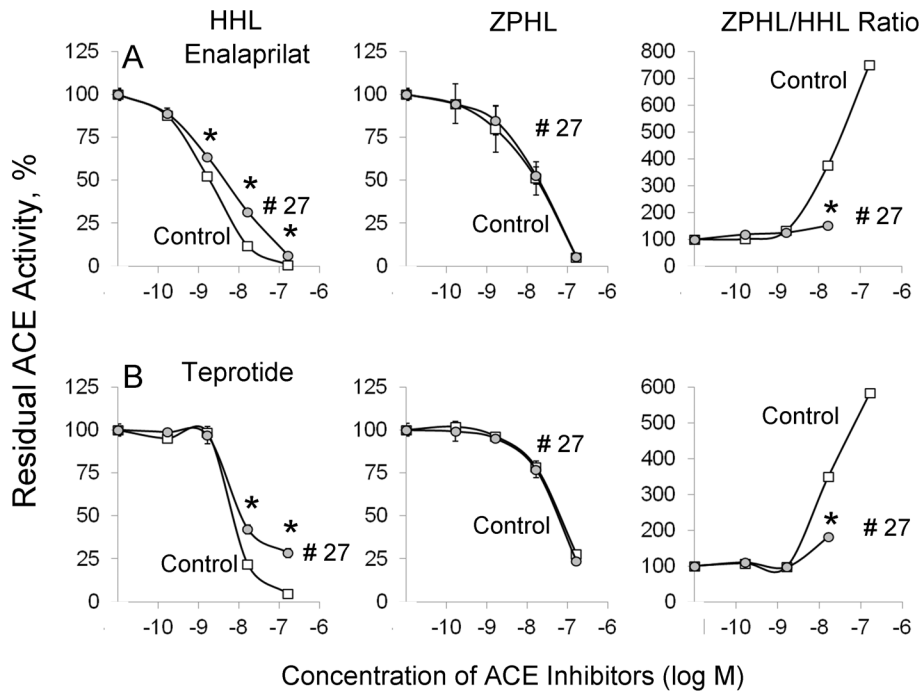 HHL
ZPHL
ZPHL/HHL Ratio
A
Enalaprilat
125
100
75
50
25
0
-10 -9 -8 -7 -6
*
*
# 27
*
Control
125
100
75
50
25
0
-10 -9 -8 -7 -6
# 27
Control
800
700
600
500
400
300
200
100
0
-10 -9 -8 -7 -6
Control
*
# 27
Residual ACE Activity, %
B
Teprotide
125
100
75
50
25
0
-10 -9 -8 -7 -6
*
*
# 27
Control
125
100
75
50
25
0
-10 -9 -8 -7 -6
# 27
Control
600
500
400
300
200
100
0
-10 -9 -8 -7 -6
Control
*
# 27
Concentration of ACE Inhibitors (log M)